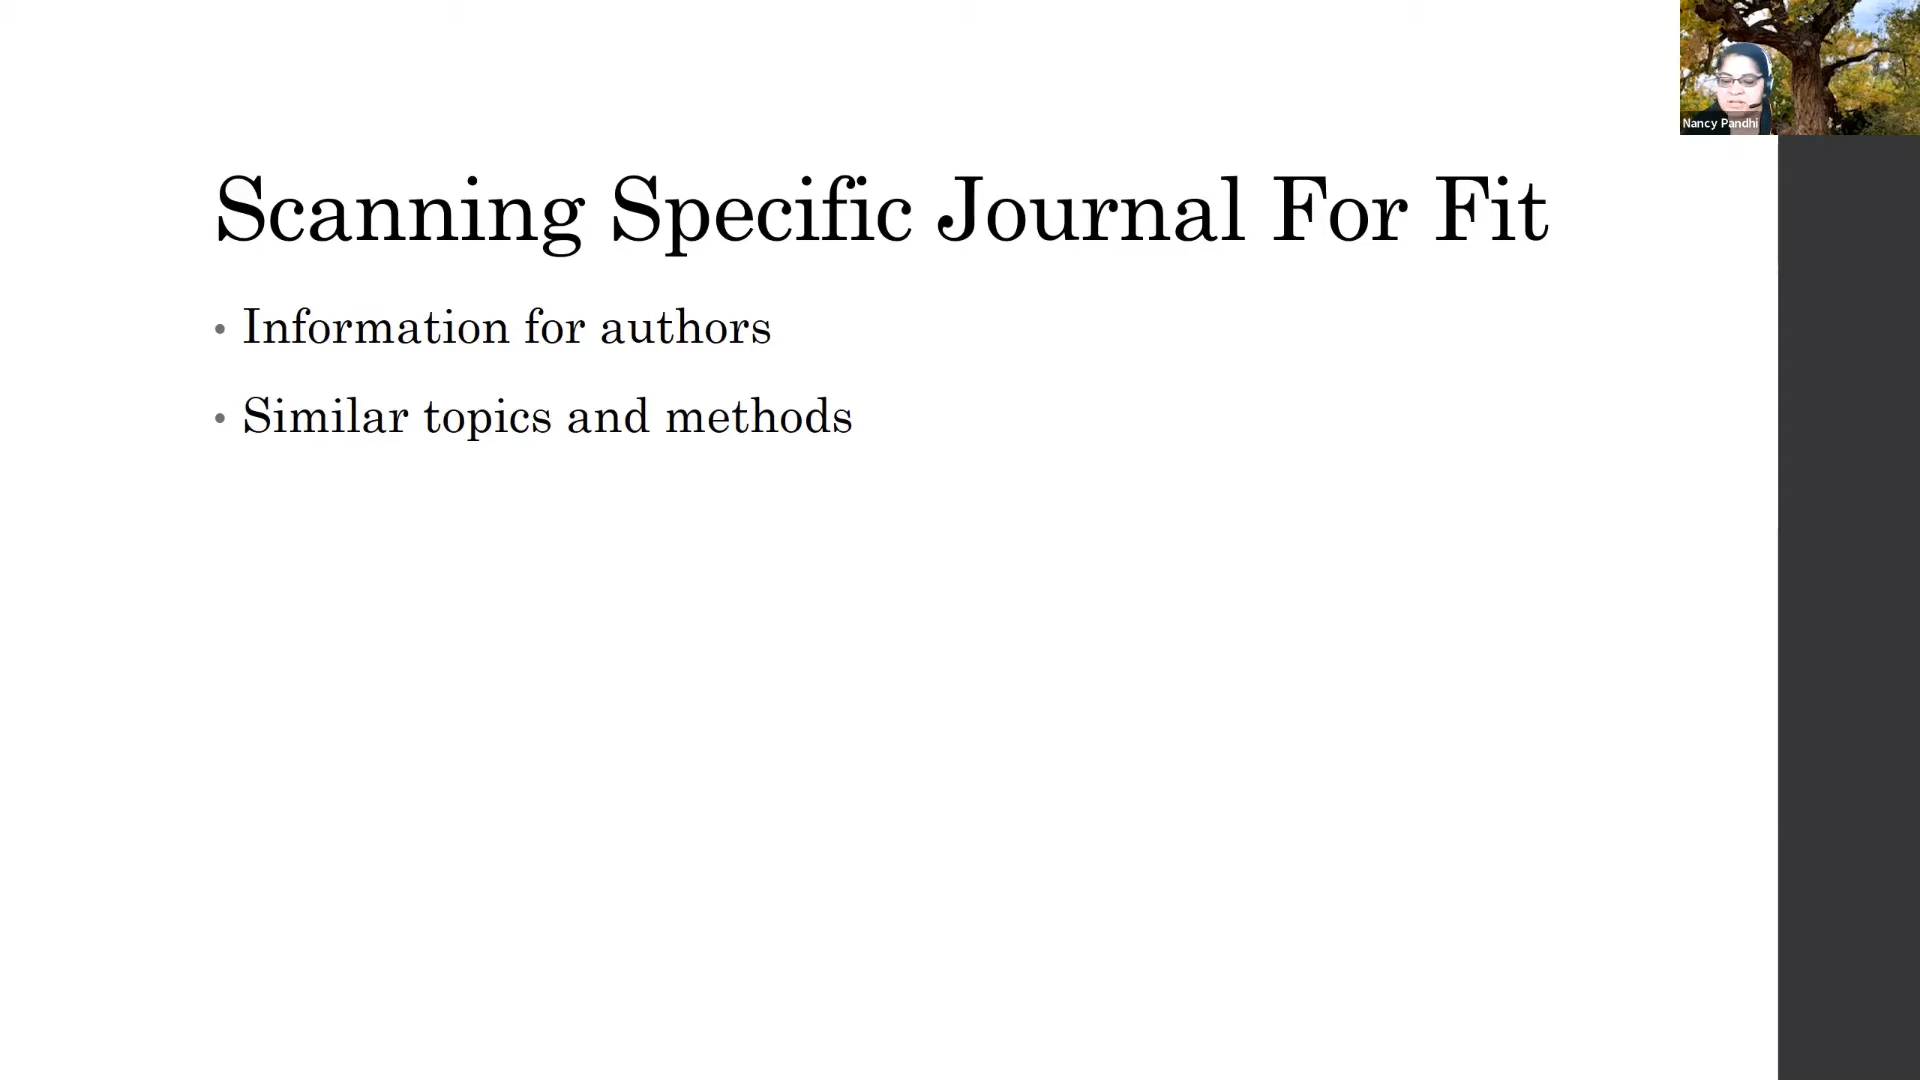 Nancy Pandhi
Scanning Specific Journal For Fit
• Information for authors
• Similar topics and methods